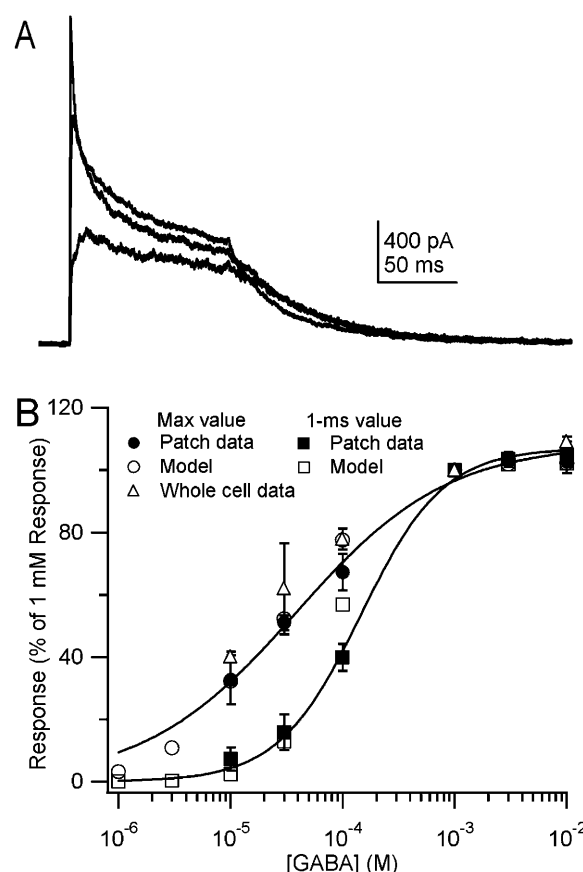 A
400 pA
50 ms
B
120
80
40
0
Response (% of 1 mM Response)
Max value 1-ms value
Patch data Patch data
Model Model
Whole cell data
10-6 10-5 10-4 10-3 10-2
[GABA] (M)